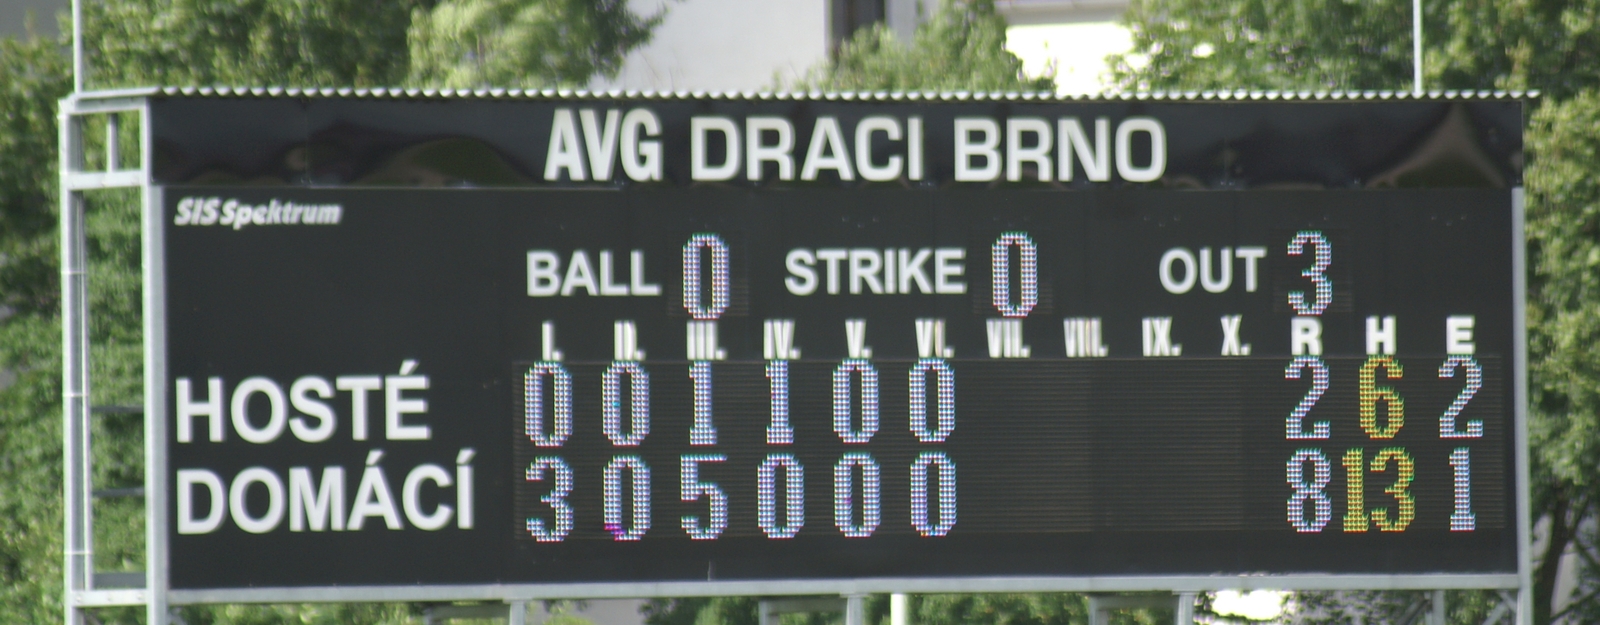 AVG DRACI BRNO
SIS Spektrum
BALL 0 STRIKE 0 OUT 3
I. II. III. IV. V. VI. VII. VIII. IX. X. R H E
HOSTÉ 0 0 1 1 0 0 2 6 2
DOMÁCÍ 3 0 5 0 0 0 8 13 1